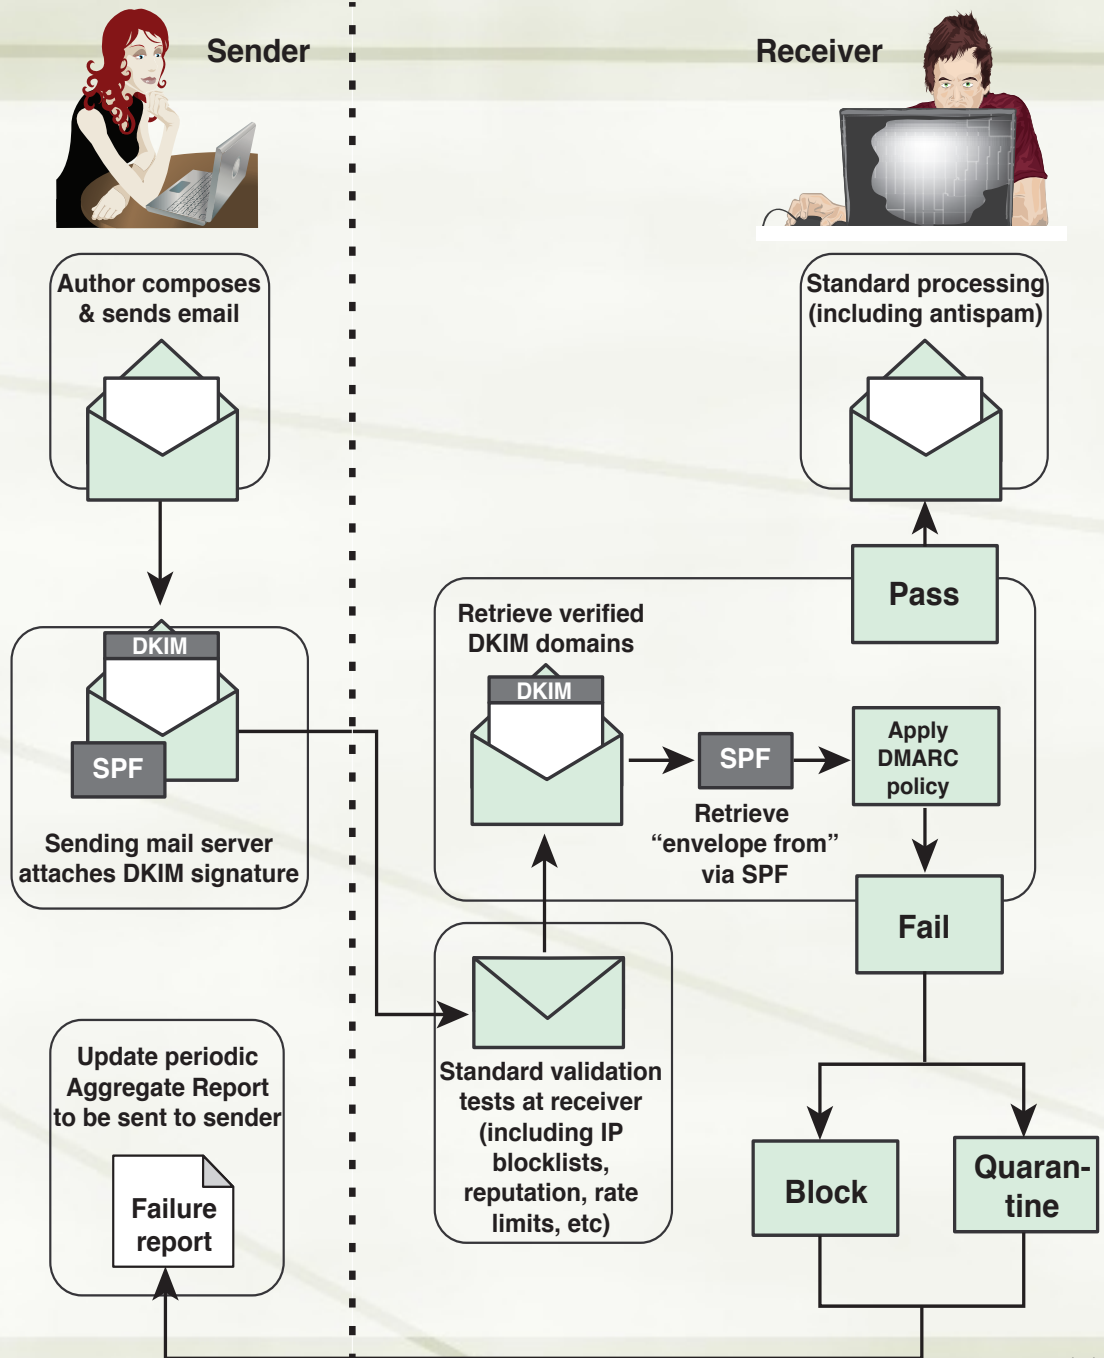 Sender
Receiver
Author composes
& sends email
Standard processing
(including antispam)
Pass
DKIM
SPF
Sending mail server
attaches DKIM signature
Retrieve verified
DKIM domains
DKIM
SPF
Retrieve
“envelope from”
via SPF
Apply
DMARC
policy
Fail
Standard validation
tests at receiver
(including IP
blocklists,
reputation, rate
limits, etc)
Block
Quaran-
tine
Update periodic
Aggregate Report
to be sent to sender
Failure
report